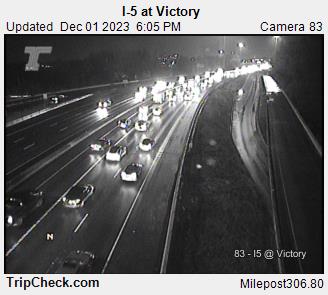 I-5 at Victory
Updated Dec 01 2023 6:05 PM Camera 83
T
N
83 - I5 @ Victory
TripCheck.com Milepost306.80